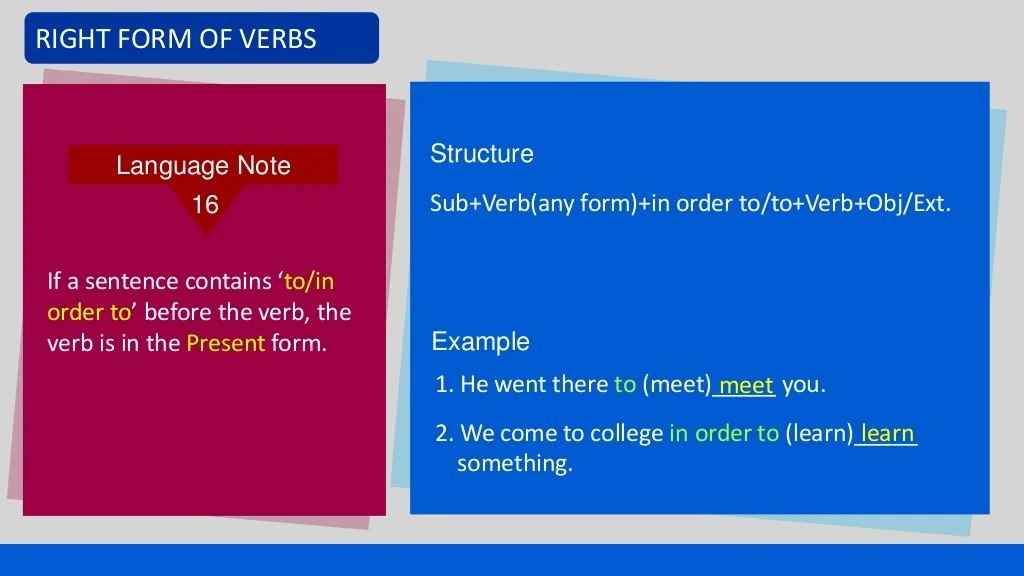 RIGHT FORM OF VERBS
Language Note
16
If a sentence contains ‘to/in
order to’ before the verb, the
verb is in the Present form.
Structure
Sub+Verb(any form)+in order to/to+Verb+Obj/Ext.
Example
1. He went there to (meet) meet you.
2. We come to college in order to (learn) learn
something.